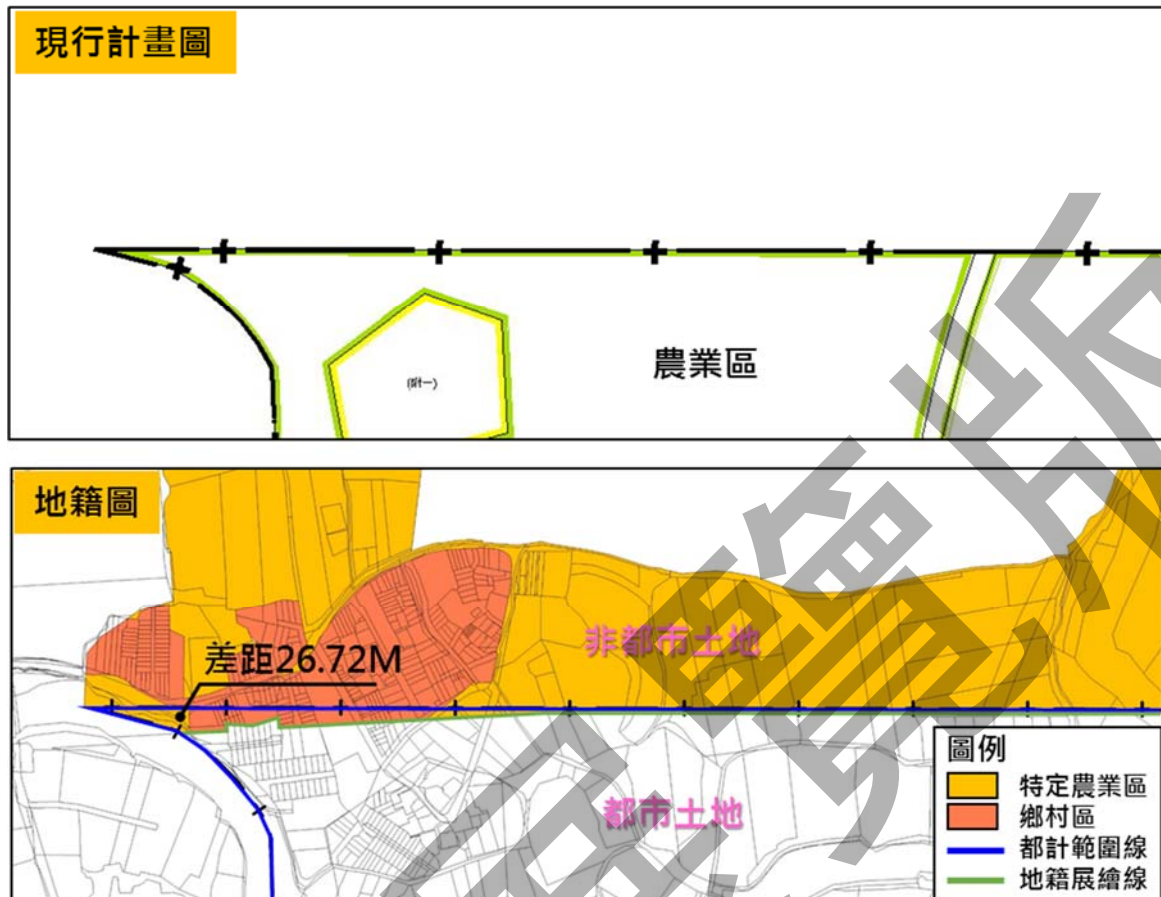 現行計畫圖
農業區
(附一)
地籍圖
非都市土地
差距26.72M
都市土地
圖例
特定農業區
鄉村區
都計範圍線
地籍展繪線